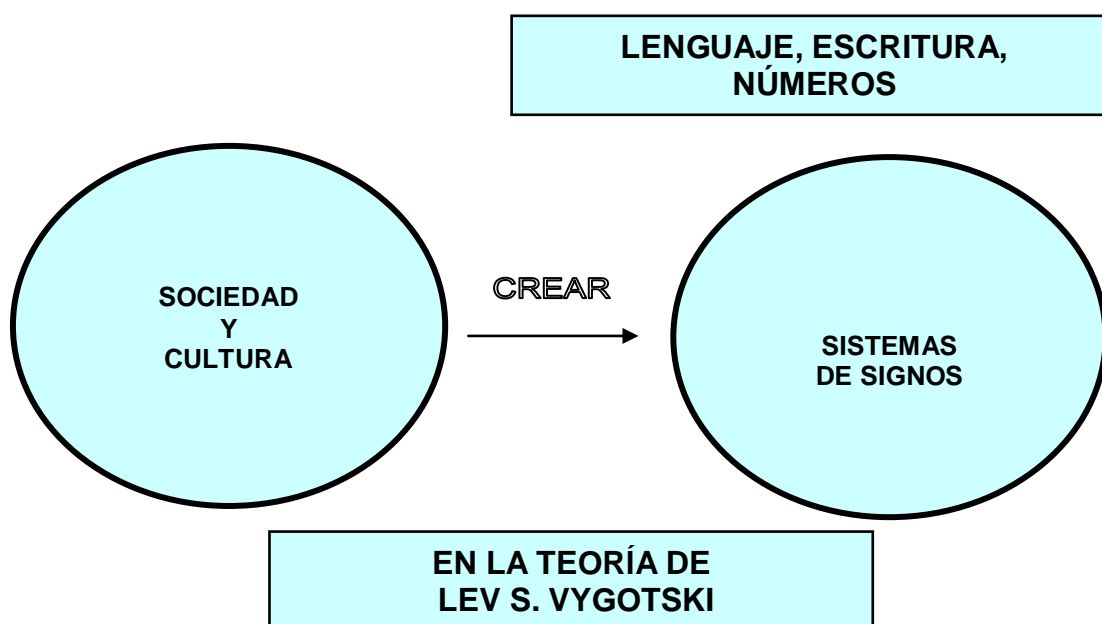 LENGUAJE, ESCRITURA,
NÚMEROS
SOCIEDAD
Y
CULTURA
CREAR
SISTEMAS
DE SIGNOS
EN LA TEORÍA DE
LEV S. VYGOTSKI